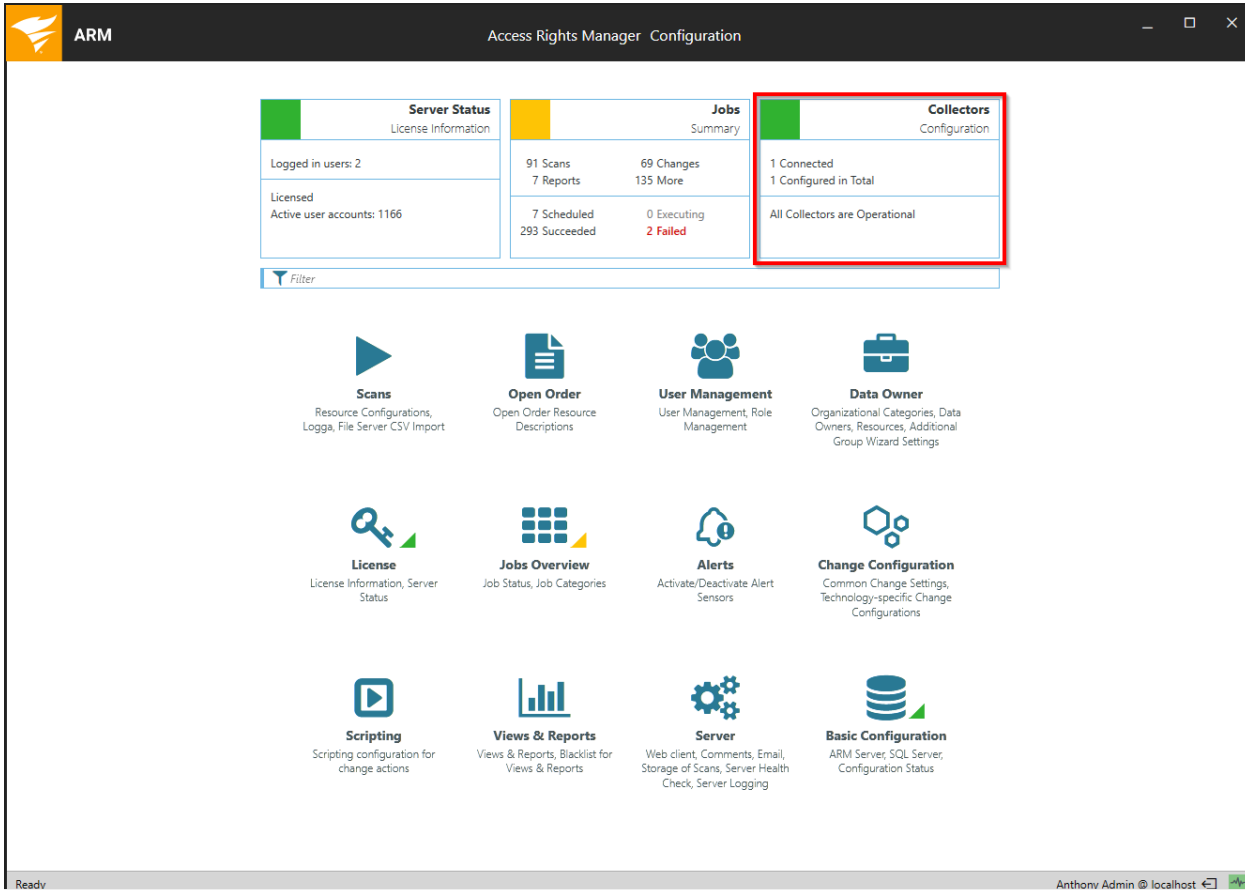 ARM
Access Rights Manager Configuration
Server Status
License Information
Logged in users: 2
Licensed
Active user accounts: 1166
Jobs
Summary
91 Scans 69 Changes
7 Reports 135 More
7 Scheduled 0 Executing
293 Succeeded 2 Failed
Collectors
Configuration
1 Connected
1 Configured in Total
All Collectors are Operational
Filter
Scans
Resource Configurations,
Logga, File Server CSV Import
Open Order
Open Order Resource
Descriptions
User Management
User Management, Role
Management
Data Owner
Organizational Categories, Data
Owners, Resources, Additional
Group Wizard Settings
License
License Information, Server
Status
Jobs Overview
Job Status, Job Categories
Alerts
Activate/Deactivate Alert
Sensors
Change Configuration
Common Change Settings,
Technology-specific Change
Configurations
Scripting
Scripting configuration for
change actions
Views & Reports
Views & Reports, Blacklist for
Views & Reports
Server
Web client, Comments, Email,
Storage of Scans, Server Health
Check, Server Logging
Basic Configuration
ARM Server, SQL Server,
Configuration Status
Ready
Anthony Admin @ localhost